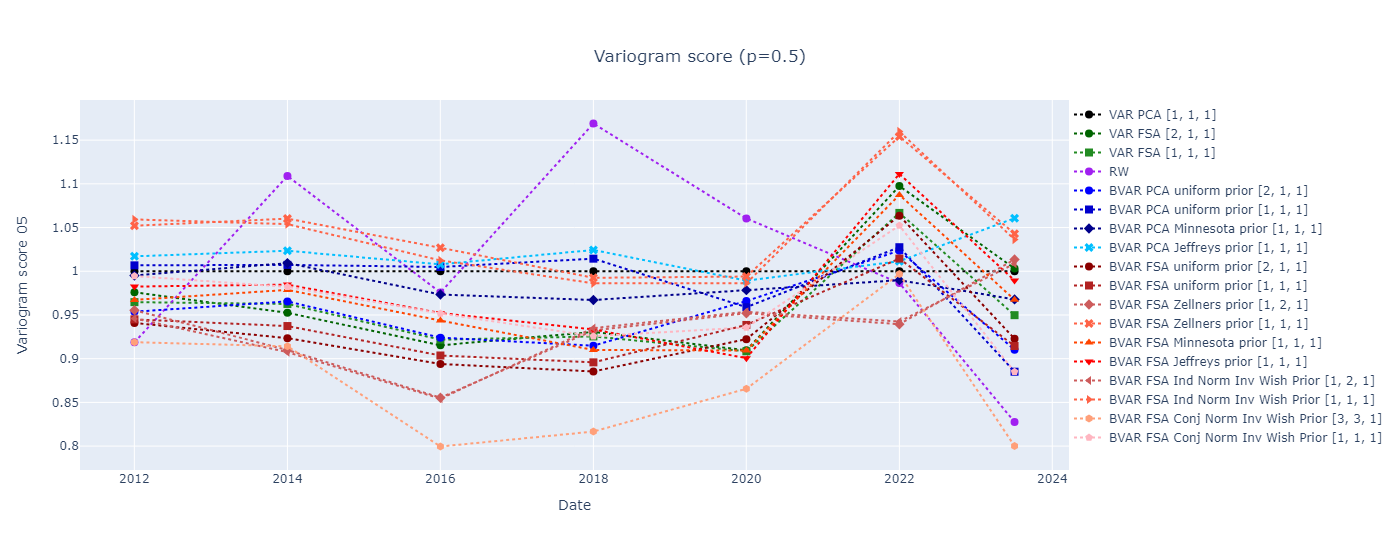 Variogram score (p=0.5)
Variogram score 05
1.15
1.1
1.05
1
0.95
0.9
0.85
0.8
2012
2014
2016
2018
2020
2022
2024
Date
VAR PCA [1, 1, 1]
VAR FSA [2, 1, 1]
VAR FSA [1, 1, 1]
RW
BVAR PCA uniform prior [2, 1, 1]
BVAR PCA uniform prior [1, 1, 1]
BVAR PCA Minnesota prior [1, 1, 1]
BVAR PCA Jeffreys prior [1, 1, 1]
BVAR FSA uniform prior [2, 1, 1]
BVAR FSA uniform prior [1, 1, 1]
BVAR FSA Zellners prior [1, 2, 1]
BVAR FSA Zellners prior [1, 1, 1]
BVAR FSA Minnesota prior [1, 1, 1]
BVAR FSA Jeffreys prior [1, 1, 1]
BVAR FSA Ind Norm Inv Wish Prior [1, 2, 1]
BVAR FSA Ind Norm Inv Wish Prior [1, 1, 1]
BVAR FSA Conj Norm Inv Wish Prior [3, 3, 1]
BVAR FSA Conj Norm Inv Wish Prior [1, 1, 1]